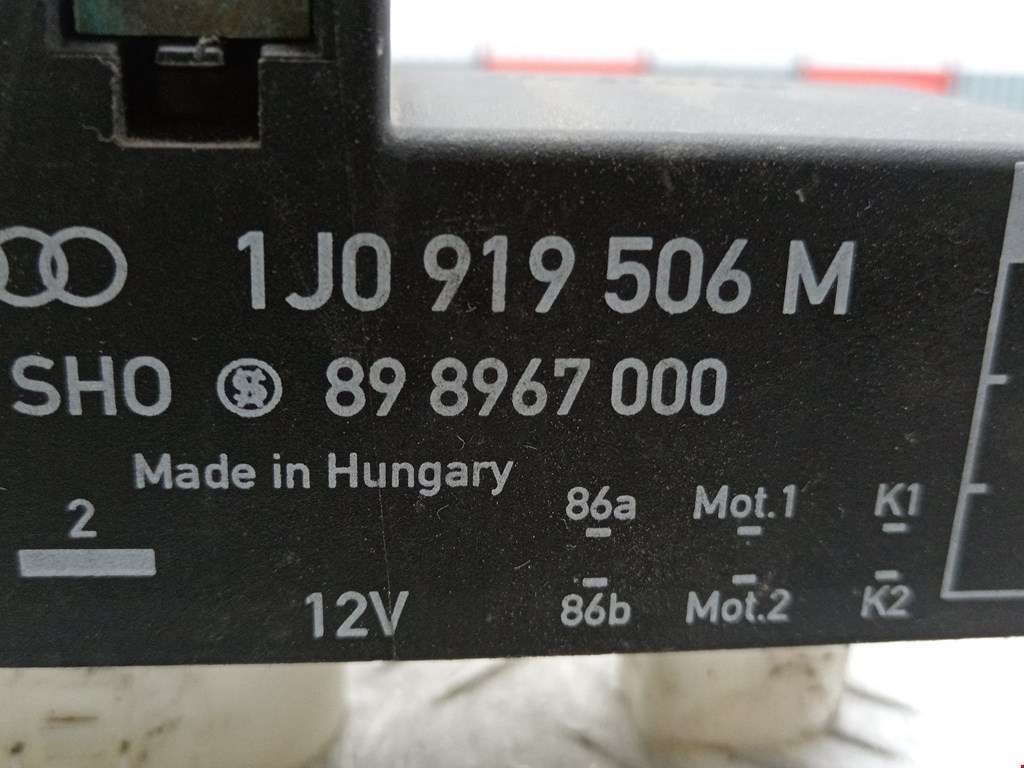 1J0 919 506 M
SHO 89 8967 000
Made in Hungary
2
86a Mot.1 K1
12V
86b Mot.2 K2